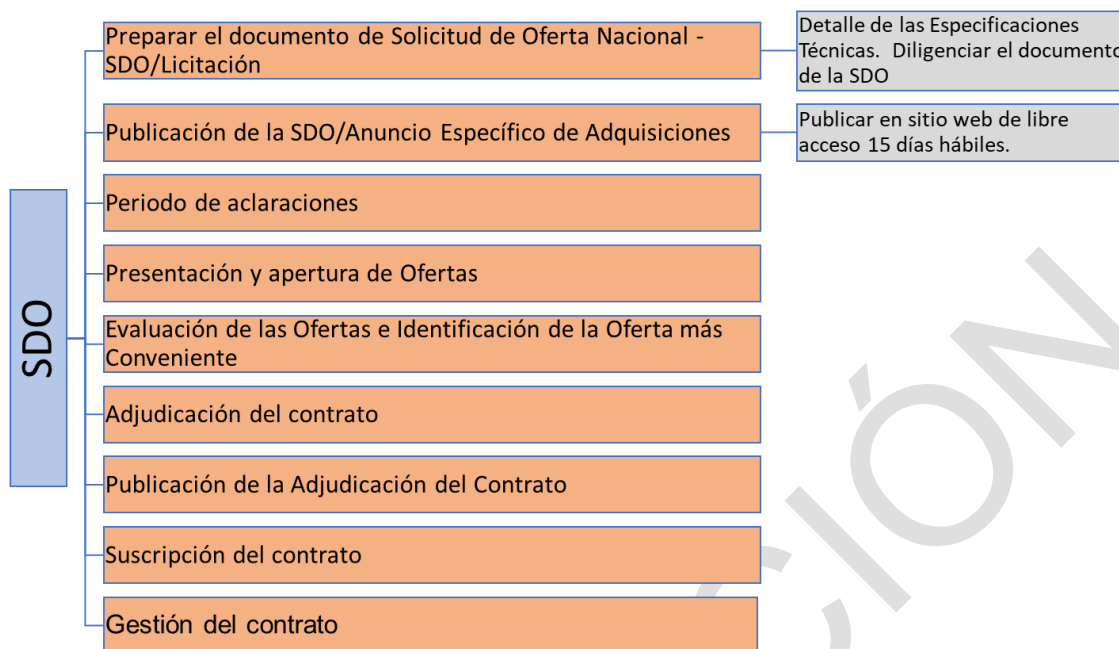 Preparar el documento de Solicitud de Oferta Nacional -
SDO/Licitación
Detalle de las Especificaciones
Técnicas. Diligenciar el documento
de la SDO
Publicación de la SDO/Anuncio Específico de Adquisiciones
Publicar en sitio web de libre
acceso 15 días hábiles.
Periodo de aclaraciones
Presentación y apertura de Ofertas
SDO
Evaluación de las Ofertas e Identificación de la Oferta más
Conveniente
Adjudicación del contrato
Publicación de la Adjudicación del Contrato
Suscripción del contrato
Gestión del contrato
CIÓN